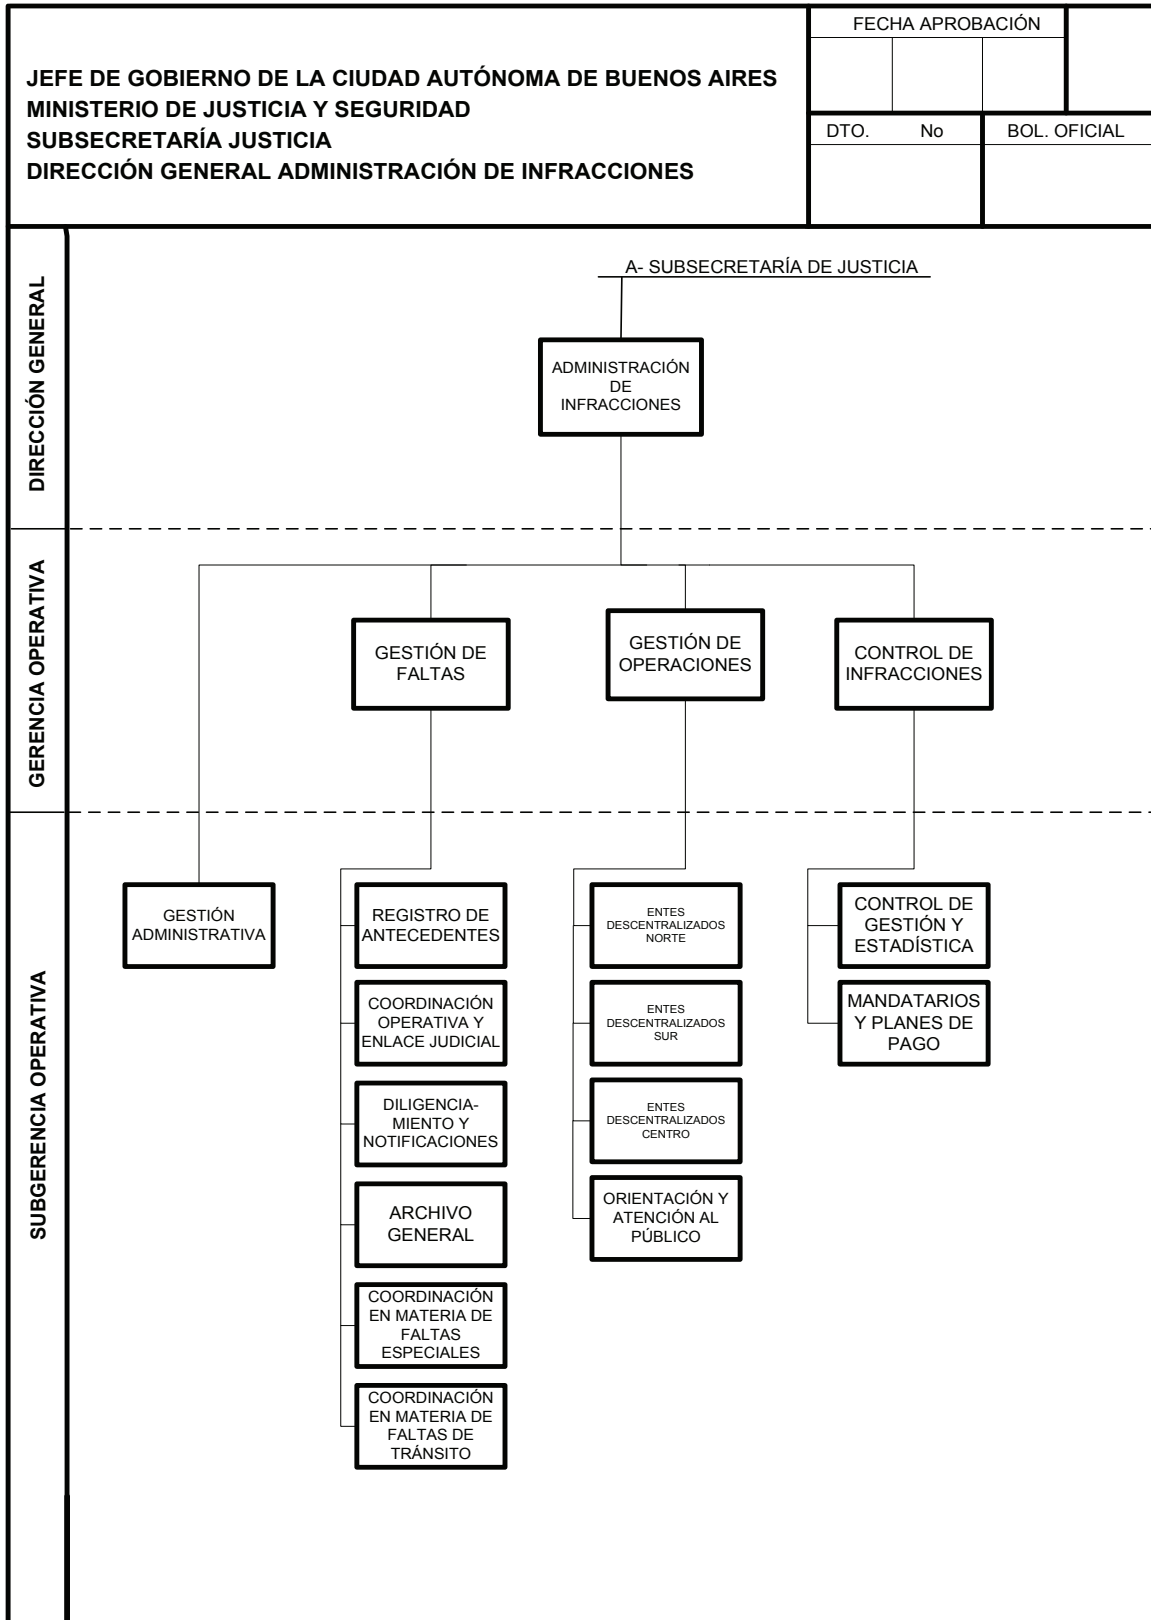 JEFE DE GOBIERNO DE LA CIUDAD AUTÓNOMA DE BUENOS AIRES
MINISTERIO DE JUSTICIA Y SEGURIDAD
SUBSECRETARÍA JUSTICIA
DIRECCIÓN GENERAL ADMINISTRACIÓN DE INFRACCIONES
FECHA APROBACIÓN
DTO. No
BOL. OFICIAL
DIRECCIÓN GENERAL
A- SUBSECRETARÍA DE JUSTICIA
ADMINISTRACIÓN
DE
INFRACCIONES
GERENCIA OPERATIVA
GESTIÓN DE
FALTAS
GESTIÓN DE
OPERACIONES
CONTROL DE
INFRACCIONES
SUBGERENCIA OPERATIVA
GESTIÓN
ADMINISTRATIVA
REGISTRO DE
ANTECEDENTES
COORDINACIÓN
OPERATIVA Y
ENLACE JUDICIAL
DILIGENCIA-
MIENTO Y
NOTIFICACIONES
ARCHIVO
GENERAL
COORDINACIÓN
EN MATERIA DE
FALTAS
ESPECIALES
COORDINACIÓN
EN MATERIA DE
FALTAS DE
TRÁNSITO
ENTES
DESCENTRALIZADOS
NORTE
ENTES
DESCENTRALIZADOS
SUR
ENTES
DESCENTRALIZADOS
CENTRO
ORIENTACIÓN Y
ATENCIÓN AL
PÚBLICO
CONTROL DE
GESTIÓN Y
ESTADÍSTICA
MANDATARIOS
Y PLANES DE
PAGO